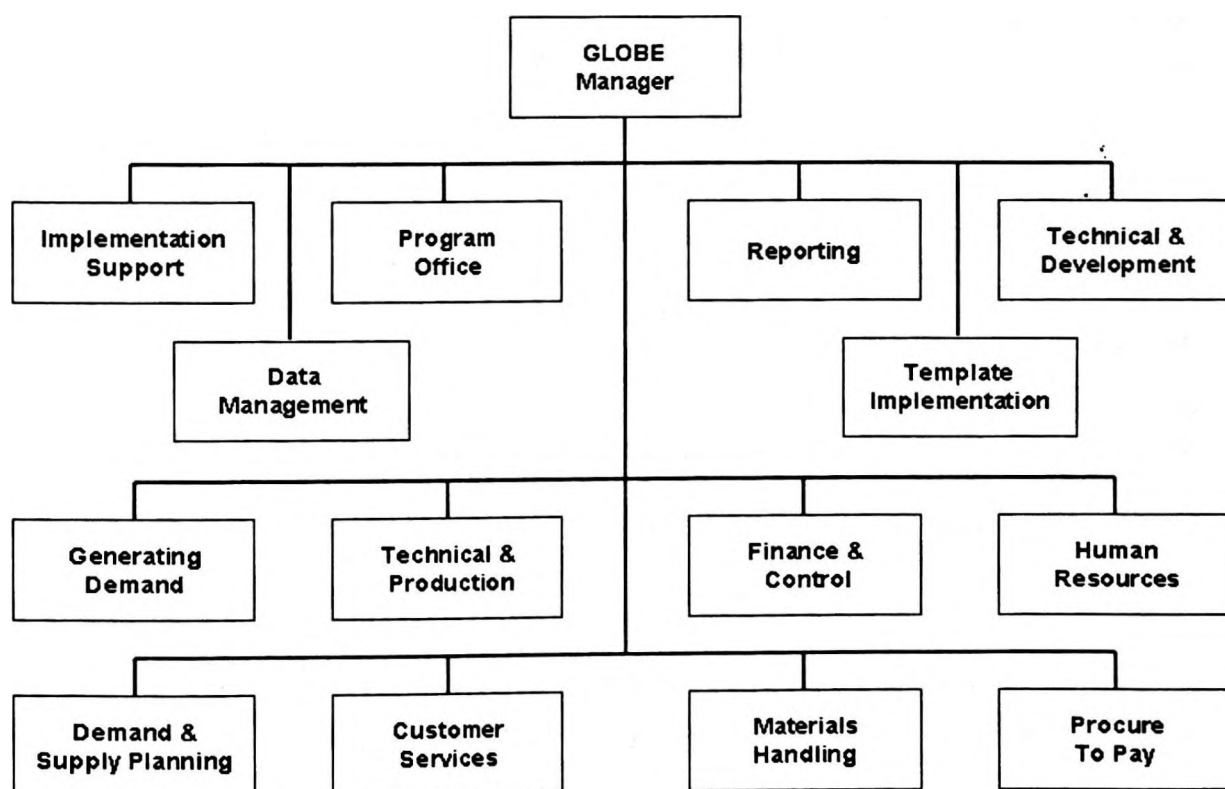 GLOBE
Manager
Implementation
Support
Program
Office
Reporting
Technical &
Development
Data
Management
Template
Implementation
Generating
Demand
Technical &
Production
Finance &
Control
Human
Resources
Demand &
Supply Planning
Customer
Services
Materials
Handling
Procure
To Pay